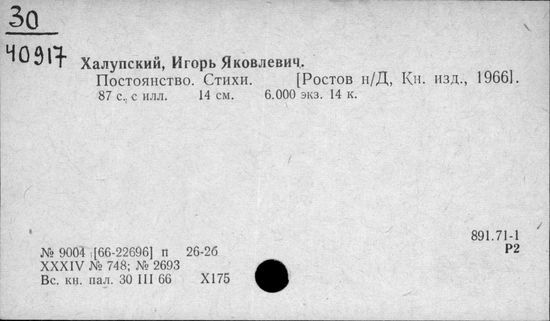 30
40917
Халупский, Игорь Яковлевич.
Постоянство. Стихи. [Ростов н/Д, Кн. изд., 1966].
87 с., с илл. 14 см. 6.000 экз. 14 к.
891.71-1
Р2
№ 9004 [66-22696] п 26-2б
XXXIV № 748; № 2693
Вс. кн. пал. 30 III 66 Х175